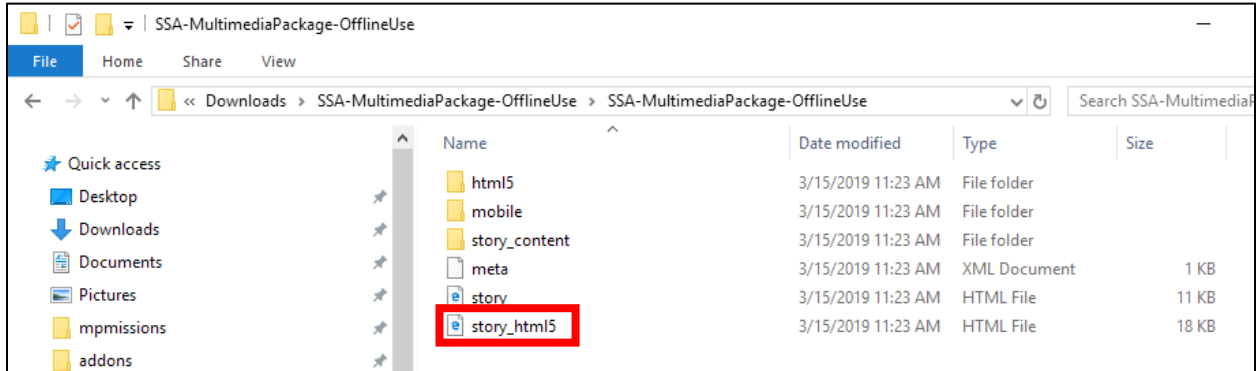 SSA-MultimediaPackage-OfflineUse
File Home Share View
« Downloads > SSA-MultimediaPackage-OfflineUse > SSA-MultimediaPackage-OfflineUse Search SSA-Multimedia
Name Date modified Type Size
Quick access
html5 3/15/2019 11:23 AM File folder
Desktop
mobile 3/15/2019 11:23 AM File folder
Downloads
story_content 3/15/2019 11:23 AM File folder
Documents
meta 3/15/2019 11:23 AM XML Document 1 KB
Pictures
story 3/15/2019 11:23 AM HTML File 11 KB
mpmissions
story_html5 3/15/2019 11:23 AM HTML File 18 KB
addons